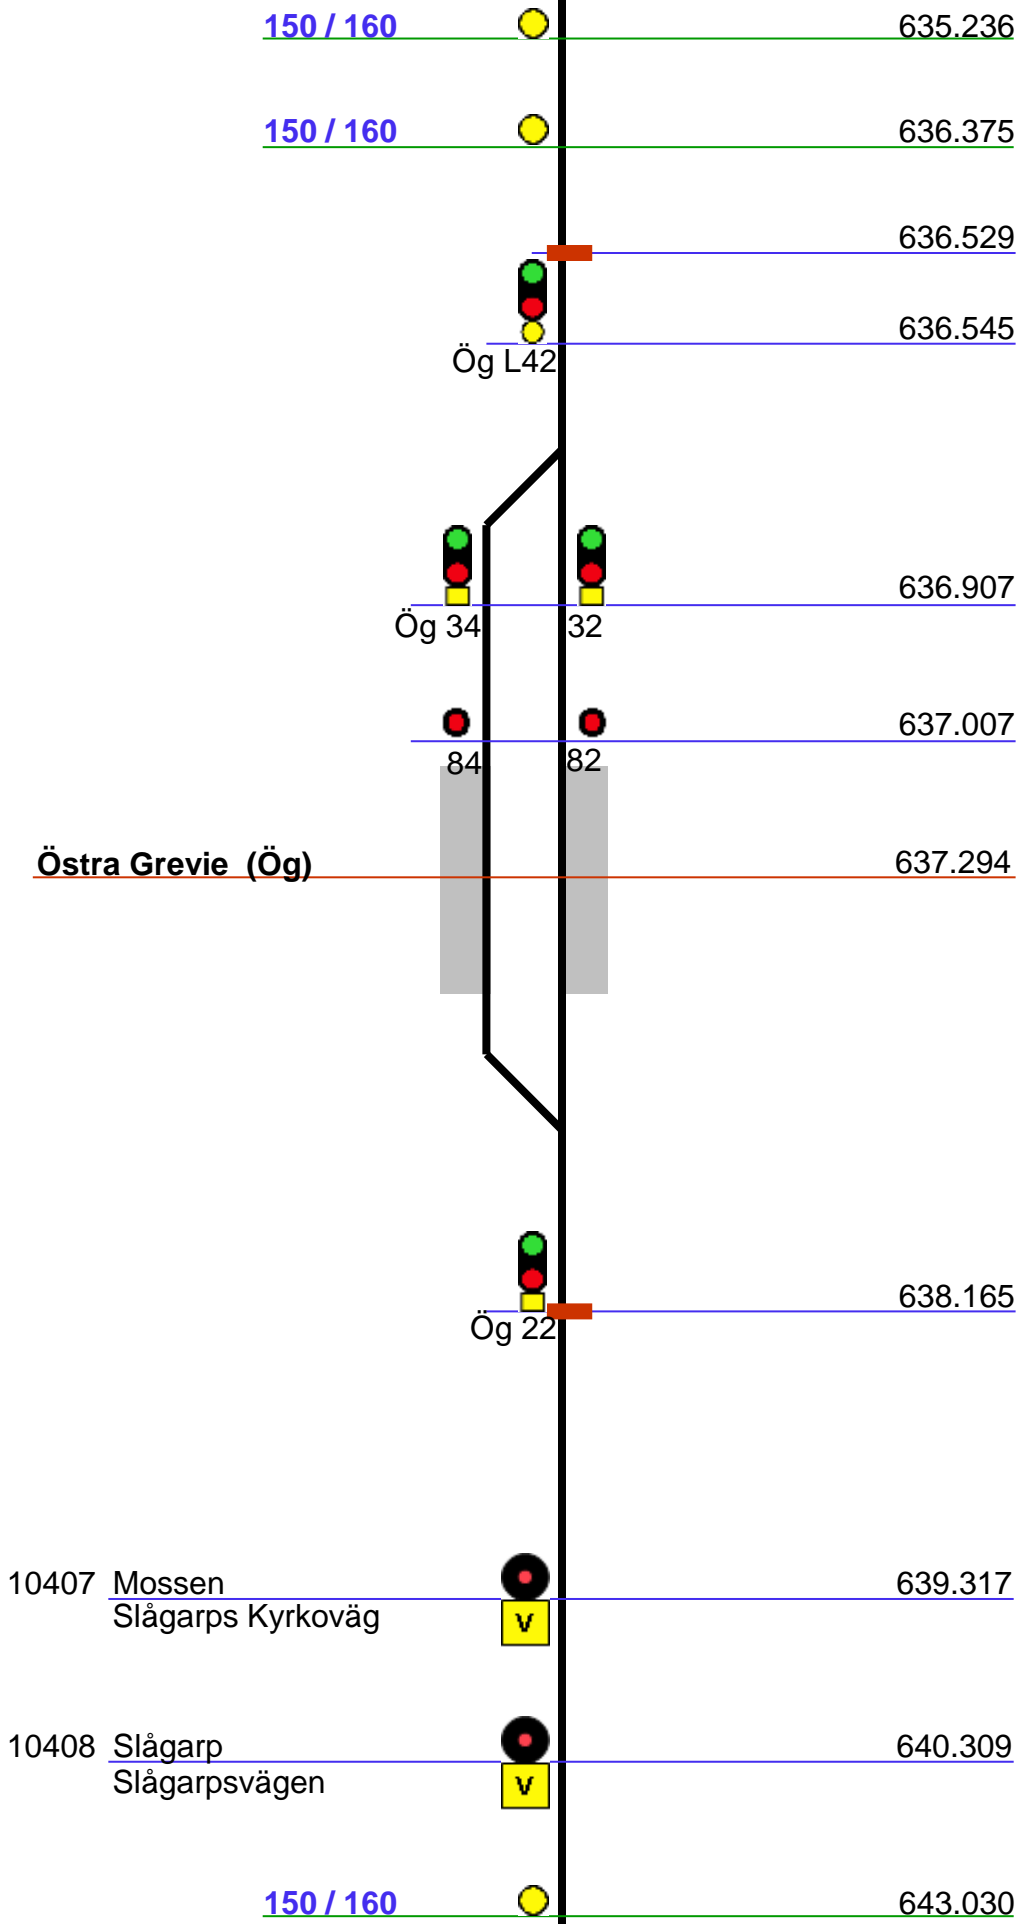 150 / 160 635.236
150 / 160 636.375
636.529
636.545
Ög L42
636.907
Ög 34 32
637.007
84 82
Östra Grevie (Ög) 637.294
638.165
Ög 22
10407 Mossen 639.317
Slågarps Kyrkoväg
V
10408 Slågarp 640.309
Slågarpsvägen
V
150 / 160 643.030